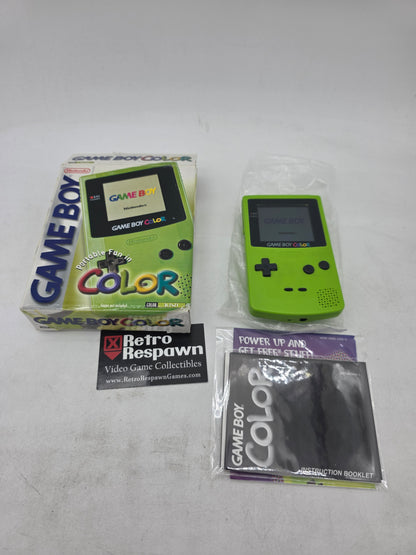 GAME BOY COLOR
Nintendo
GAME BOY
GAME BOY
Nintendo
GAME BOY COLOR
Portable Fun in
COLOR
GAME BOY COLOR
Retro
Respawn
Video Game Collectibles
www.RetroRespawnGames.com
GAME BOY
GAME BOY COLOR
POWER UP AND
GET FREE STUFF!
GAME BOY
COLOR
INSTRUCTION BOOKLET